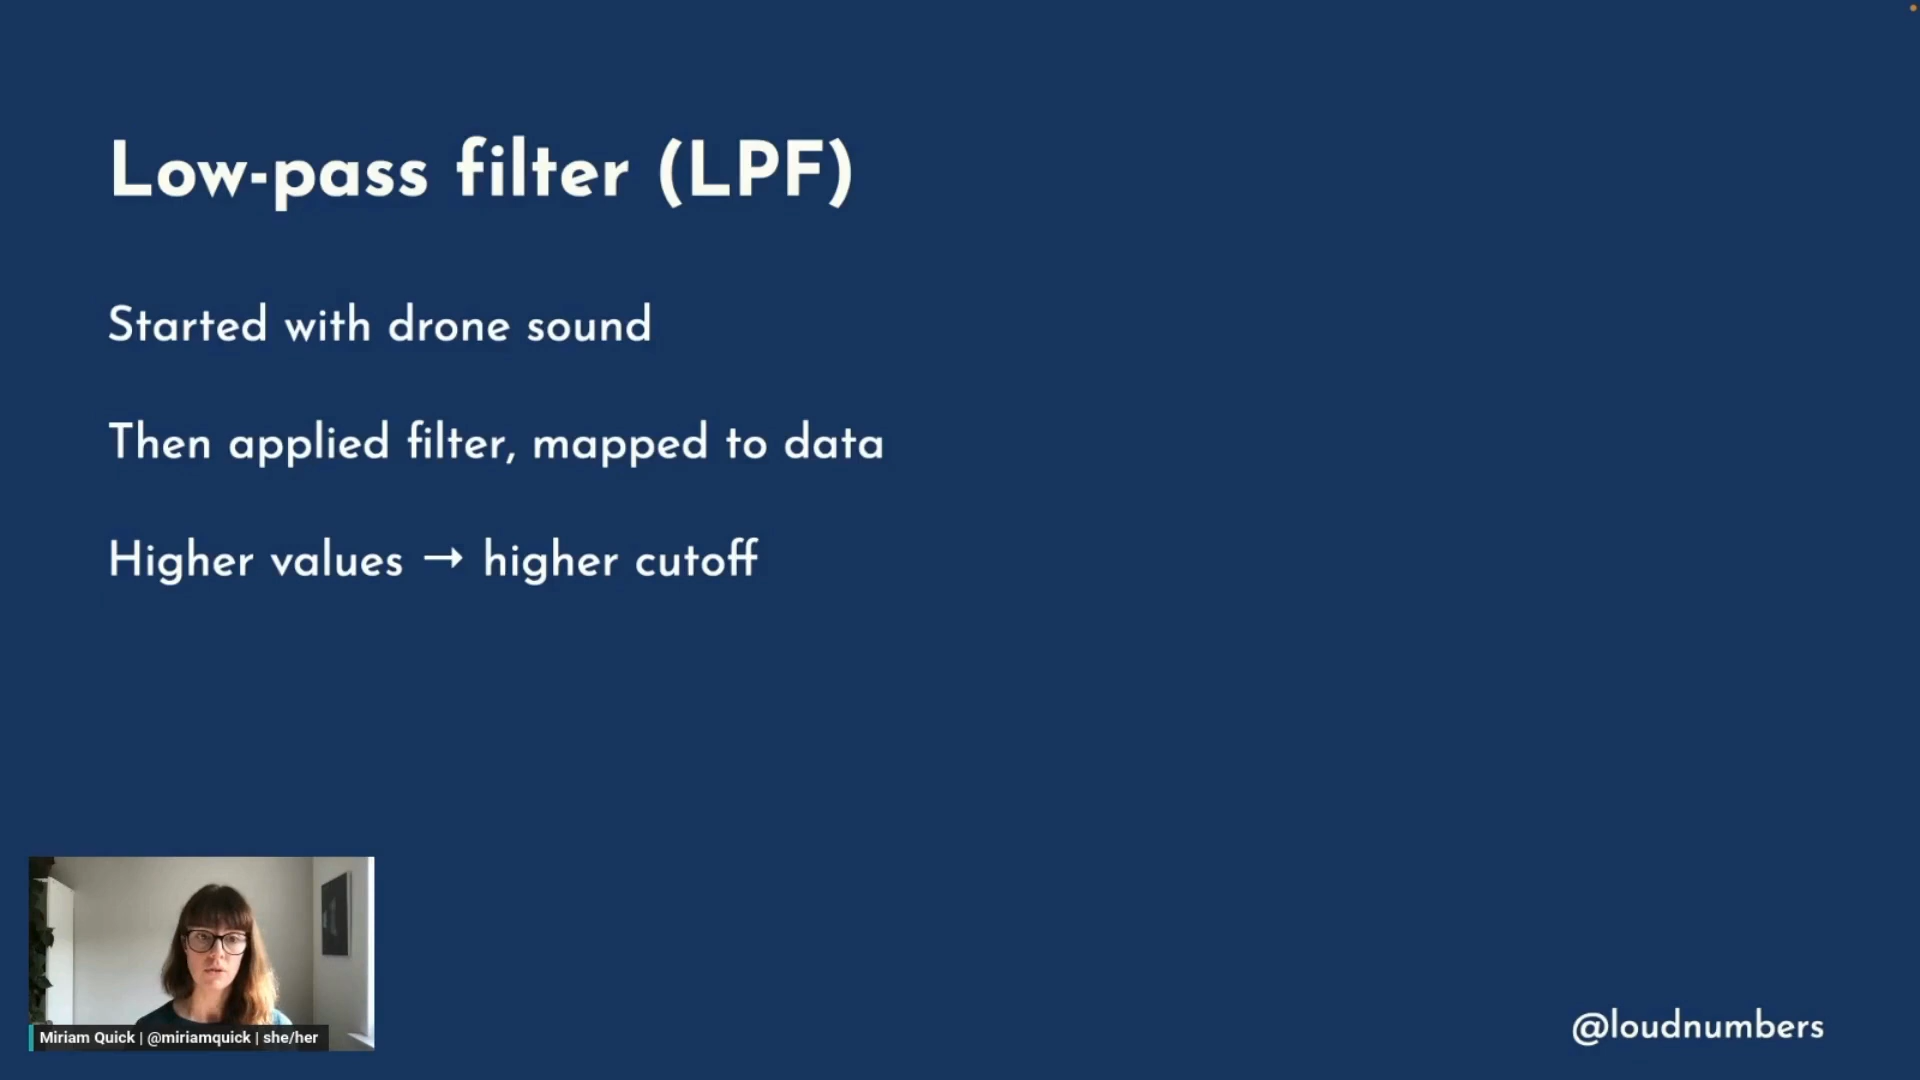 Low-pass filter (LPF)
Started with drone sound
Then applied filter, mapped to data
Higher values → higher cutoff
Miriam Quick | @miriamquick | she/her
@loudnumbers